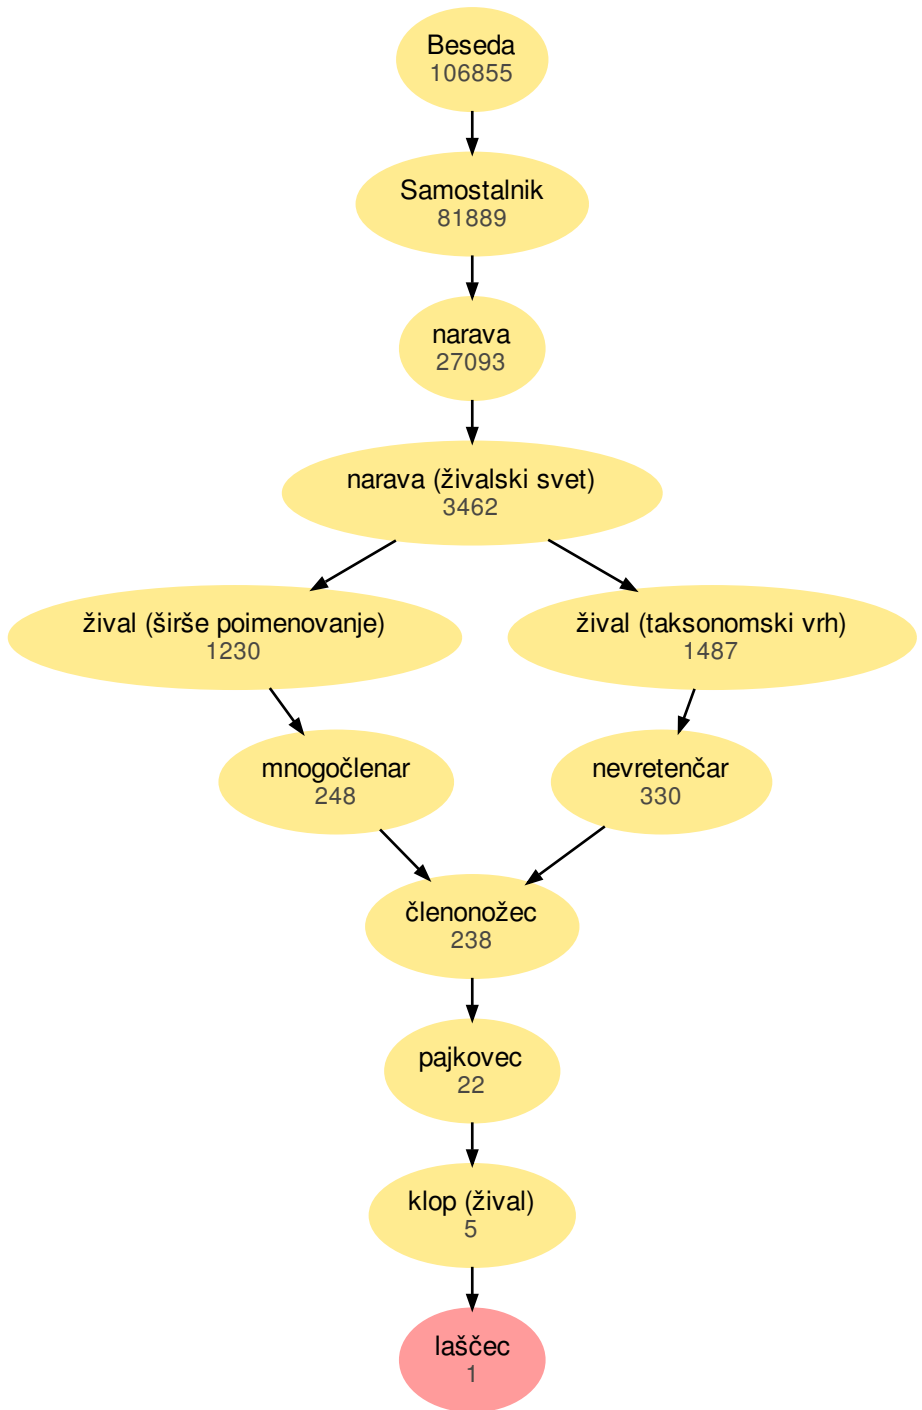 Beseda
106855
Samostalnik
81889
narava
27093
narava (živalski svet)
3462
žival (širše poimenovanje)
1230
žival (taksonomski vrh)
1487
mnogočlenar
248
nevretenčar
330
členonožec
238
pajkovec
22
klop (žival)
5
laščec
1